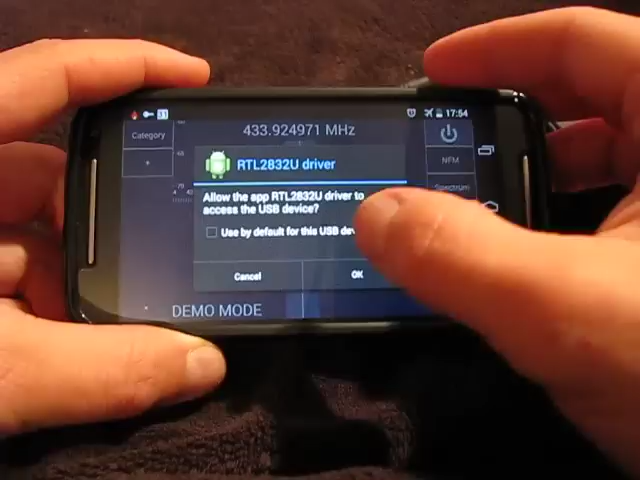 31
17:54
Category
433.924971 MHz
+
NFM
Spectrum
RTL2832U driver
Allow the app RTL2832U driver to
access the USB device?
Use by default for this USB
Cancel
OK
DEMO MODE